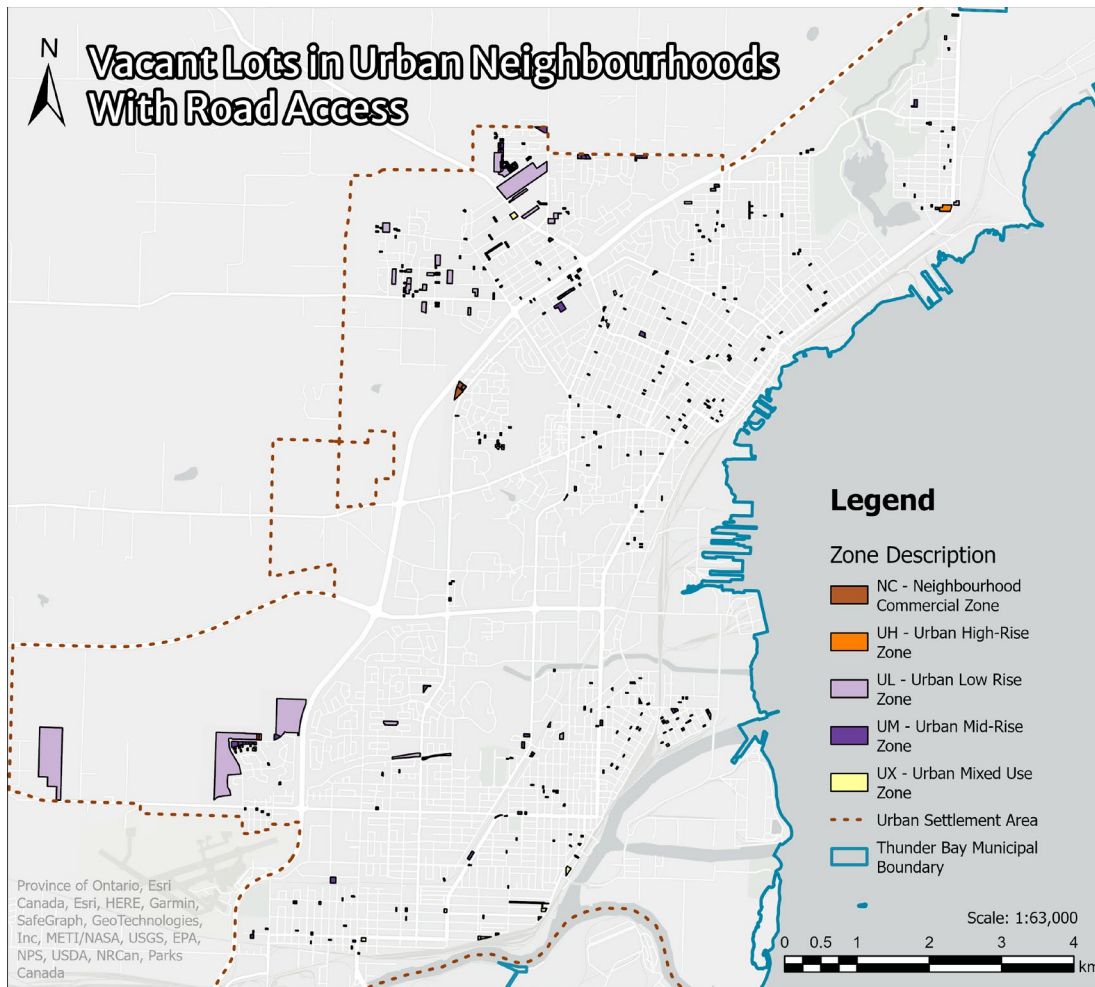 N
Vacant Lots in Urban Neighbourhoods
With Road Access
Legend
Zone Description
NC - Neighbourhood
Commercial Zone
UH - Urban High-Rise
Zone
UL - Urban Low Rise
Zone
UM - Urban Mid-Rise
Zone
UX - Urban Mixed Use
Zone
Urban Settlement Area
Thunder Bay Municipal
Boundary
Scale: 1:63,000
0 0.5 1 2 3 4
km
Province of Ontario, Esri
Canada, Esri, HERE, Garmin,
SafeGraph, GeoTechnologies,
Inc, METI/NASA, USGS, EPA,
NPS, USDA, NRCan, Parks
Canada